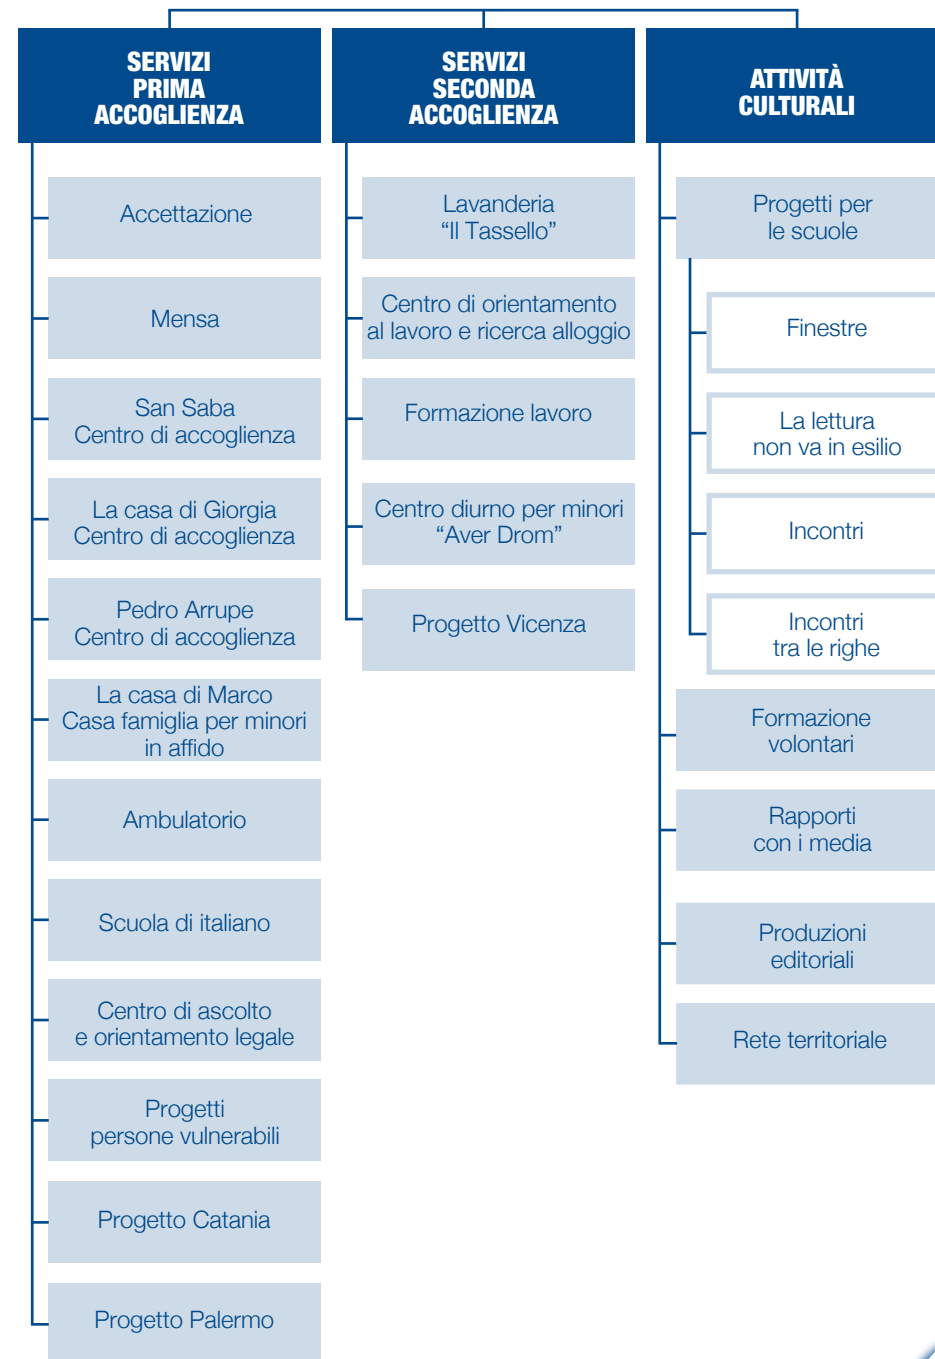 SERVIZI
PRIMA
ACCOGLIENZA
Accettazione
Mensa
San Saba
Centro di accoglienza
La casa di Giorgia
Centro di accoglienza
Pedro Arrupe
Centro di accoglienza
La casa di Marco
Casa famiglia per minori
in affido
Ambulatorio
Scuola di italiano
Centro di ascolto
e orientamento legale
Progetti
persone vulnerabili
Progetto Catania
Progetto Palermo
SERVIZI
SECONDA
ACCOGLIENZA
Lavanderia
“Il Tassello”
Centro di orientamento
al lavoro e ricerca alloggio
Formazione lavoro
Centro diurno per minori
“Aver Drom”
Progetto Vicenza
ATTIVITÀ
CULTURALI
Progetti per
le scuole
Finestre
La lettura
non va in esilio
Incontri
Incontri
tra le righe
Formazione
volontari
Rapporti
con i media
Produzioni
editoriali
Rete territoriale